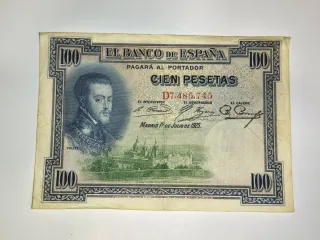 100 100
EL BANCO DE ESPAÑA
PAGARÁ AL PORTADOR
CIEN PESETAS
D7,485,745
EL INTERVENTOR EL GOBERNADOR EL CAJERO
MADRID 1º DE JULIO DE 1925
100 100